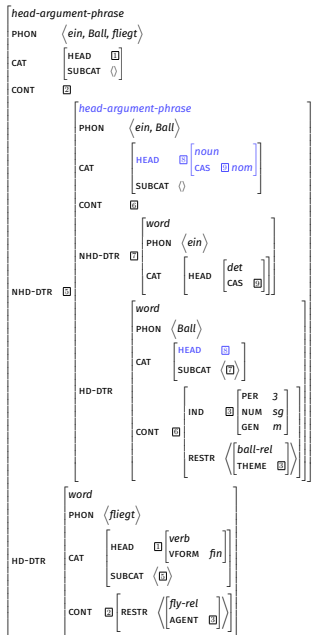 head-argument-phrase
PHON ⟨ein, Ball, fliegt⟩
CAT [HEAD 1
SUBCAT ⟨⟩]
CONT 2
head-argument-phrase
PHON ⟨ein, Ball⟩
CAT [HEAD 8 [noun
CAS 9 nom]
SUBCAT ⟨⟩]
CONT 6
NHD-DTR 7 [word
PHON ⟨ein⟩
CAT [HEAD [det
CAS 9]]]
NHD-DTR 5
HD-DTR [word
PHON ⟨Ball⟩
CAT [HEAD 8
SUBCAT ⟨7⟩]
CONT 6 [IND 3 [PER 3
NUM sg
GEN m]
RESTR ⟨[ball-rel
THEME 3]⟩]]
HD-DTR [word
PHON ⟨fliegt⟩
CAT [HEAD 1 [verb
VFORM fin]
SUBCAT ⟨5⟩]
CONT 2 [RESTR ⟨[fly-rel
AGENT 3]⟩]]